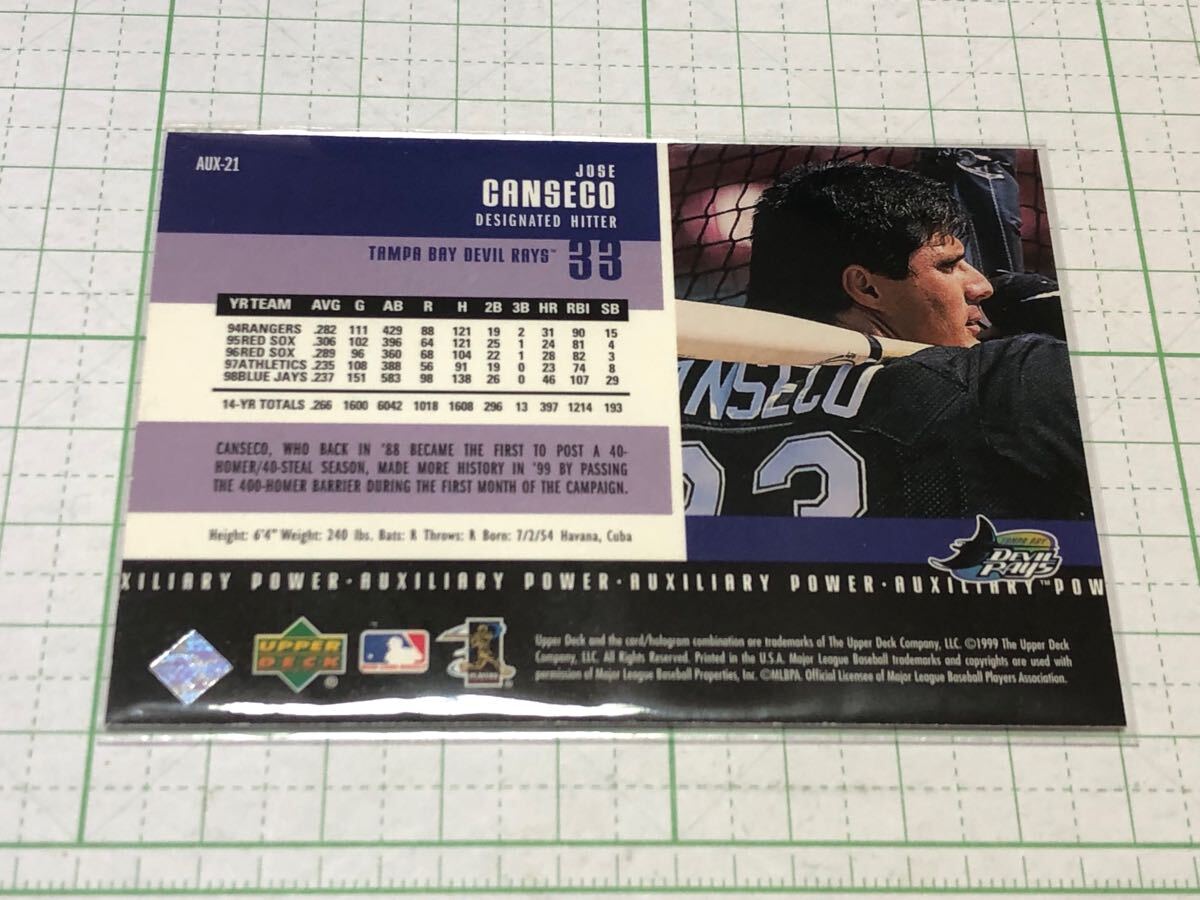 AUX-21
JOSE
CANSECO
DESIGNATED HITTER
TAMPA BAY DEVIL RAYS™ 33
YR TEAM AVG G AB R H 2B 3B HR RBI SB
94 RANGERS .282 111 429 88 121 19 2 31 90 15
95 RED SOX .306 102 396 64 121 25 1 24 81 4
96 RED SOX .289 96 360 68 104 22 1 28 82 3
97 ATHLETICS .235 108 388 56 91 19 0 23 74 8
98 BLUE JAYS .237 151 583 98 138 26 0 46 107 29
14-YR TOTALS .266 1600 6042 1018 1608 296 13 397 1214 193
CANSECO, WHO BACK IN '88 BECAME THE FIRST TO POST A 40-
HOMER/40-STEAL SEASON, MADE MORE HISTORY IN '99 BY PASSING
THE 400-HOMER BARRIER DURING THE FIRST MONTH OF THE CAMPAIGN.
Height: 6'4" Weight: 240 lbs. Bats: R Throws: R Born: 7/2/54 Havana, Cuba
NSECO
33
TAMPA BAY
DEVIL
RAYS™
XILIARY POWER · AUXILIARY POWER · AUXILIARY POWER · AUXILIARY POW
UPPER
DECK®
Upper Deck and the card/hologram combination are trademarks of The Upper Deck Company, LLC. ©1999 The Upper Deck
Company, LLC. All Rights Reserved. Printed in the U.S.A. Major League Baseball trademarks and copyrights are used with
permission of Major League Baseball Properties, Inc. ©MLBPA. Official Licensee of Major League Baseball Players Association.